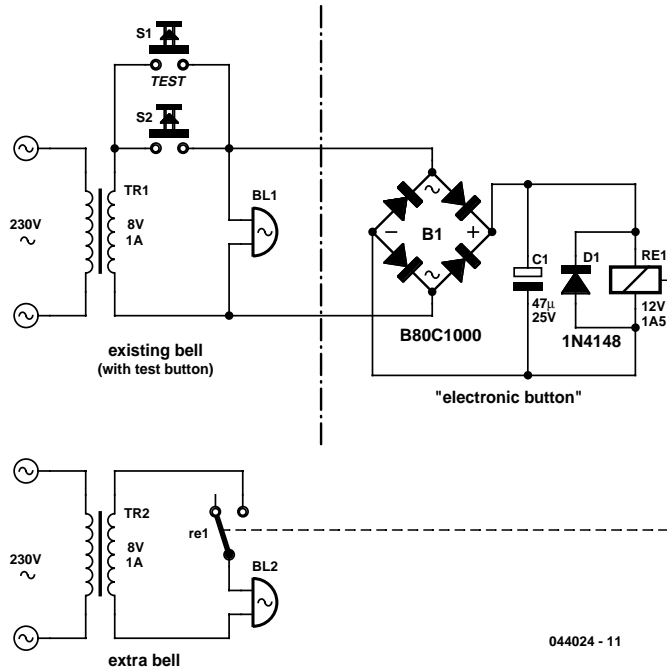 S1
TEST
S2
TR1
8V
1A
230V
~
BL1
~
existing bell
(with test button)
~
−
B1
+
~
B80C1000
C1
47µ
25V
D1
1N4148
RE1
12V
1A5
"electronic button"
230V
~
TR2
8V
1A
re1
BL2
~
extra bell
044024 - 11